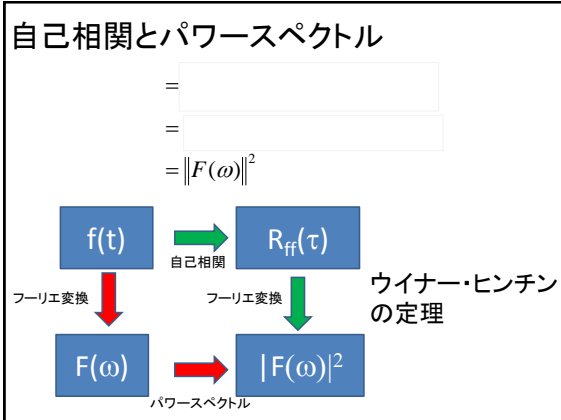 自己相関とパワースペクトル
=
=
= ‖F(ω)‖²
f(t)
R_ff(τ)
自己相関
フーリエ変換
フーリエ変換
ウイナー・ヒンチン
の定理
F(ω)
|F(ω)|²
パワースペクトル